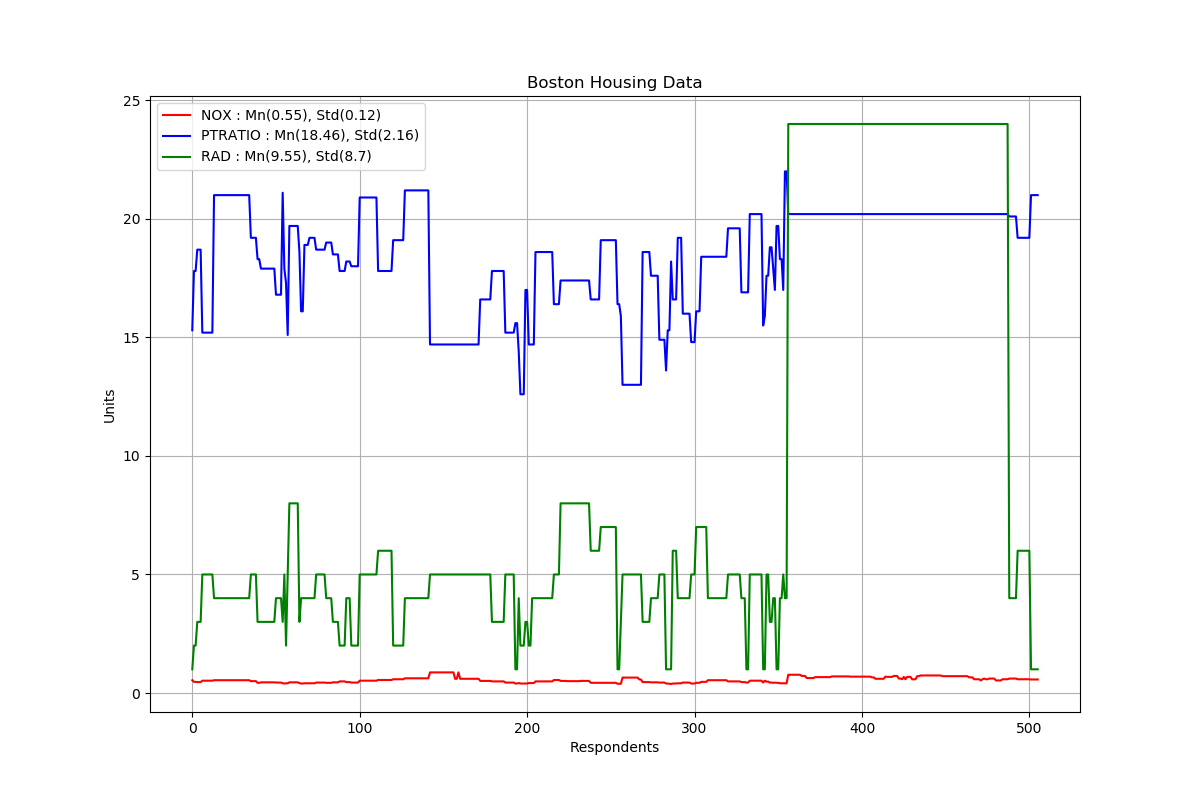 Boston Housing Data
NOX : Mn(0.55), Std(0.12)
PTRATIO : Mn(18.46), Std(2.16)
RAD : Mn(9.55), Std(8.7)
25
20
15
10
5
0
Units
0 100 200 300 400 500
Respondents